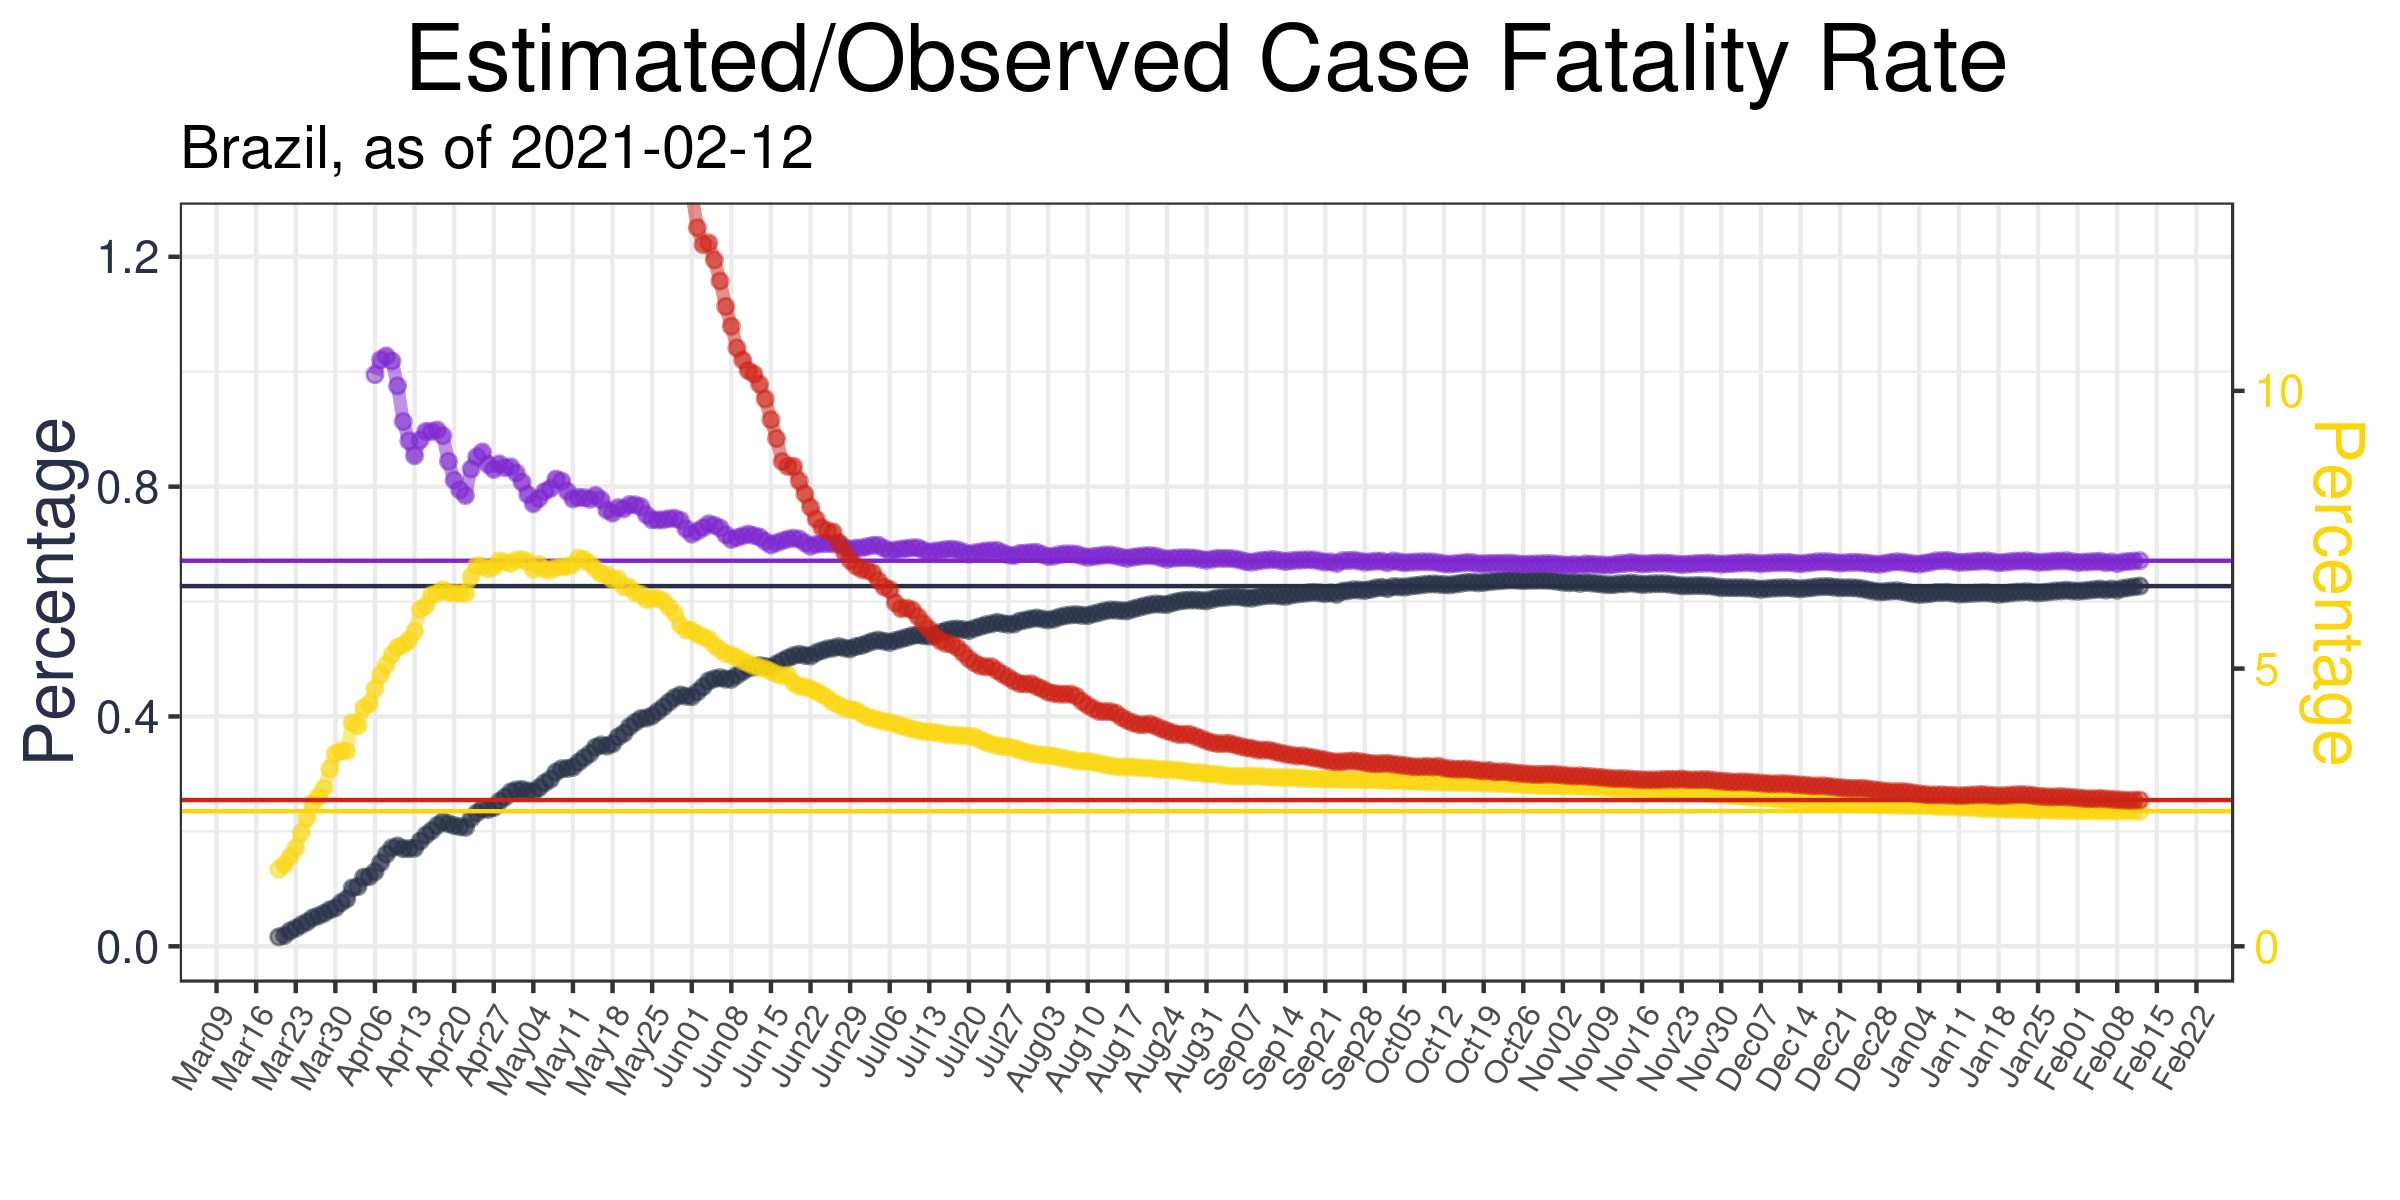 Estimated/Observed Case Fatality Rate
Brazil, as of 2021-02-12
Percentage
1.2
0.8
0.4
0.0
10
5
0
Percentage
Mar09
Mar16
Mar23
Mar30
Apr06
Apr13
Apr20
Apr27
May04
May11
May18
May25
Jun01
Jun08
Jun15
Jun22
Jun29
Jul06
Jul13
Jul20
Jul27
Aug03
Aug10
Aug17
Aug24
Aug31
Sep07
Sep14
Sep21
Sep28
Oct05
Oct12
Oct19
Oct26
Nov02
Nov09
Nov16
Nov23
Nov30
Dec07
Dec14
Dec21
Dec28
Jan04
Jan11
Jan18
Jan25
Feb01
Feb08
Feb15
Feb22